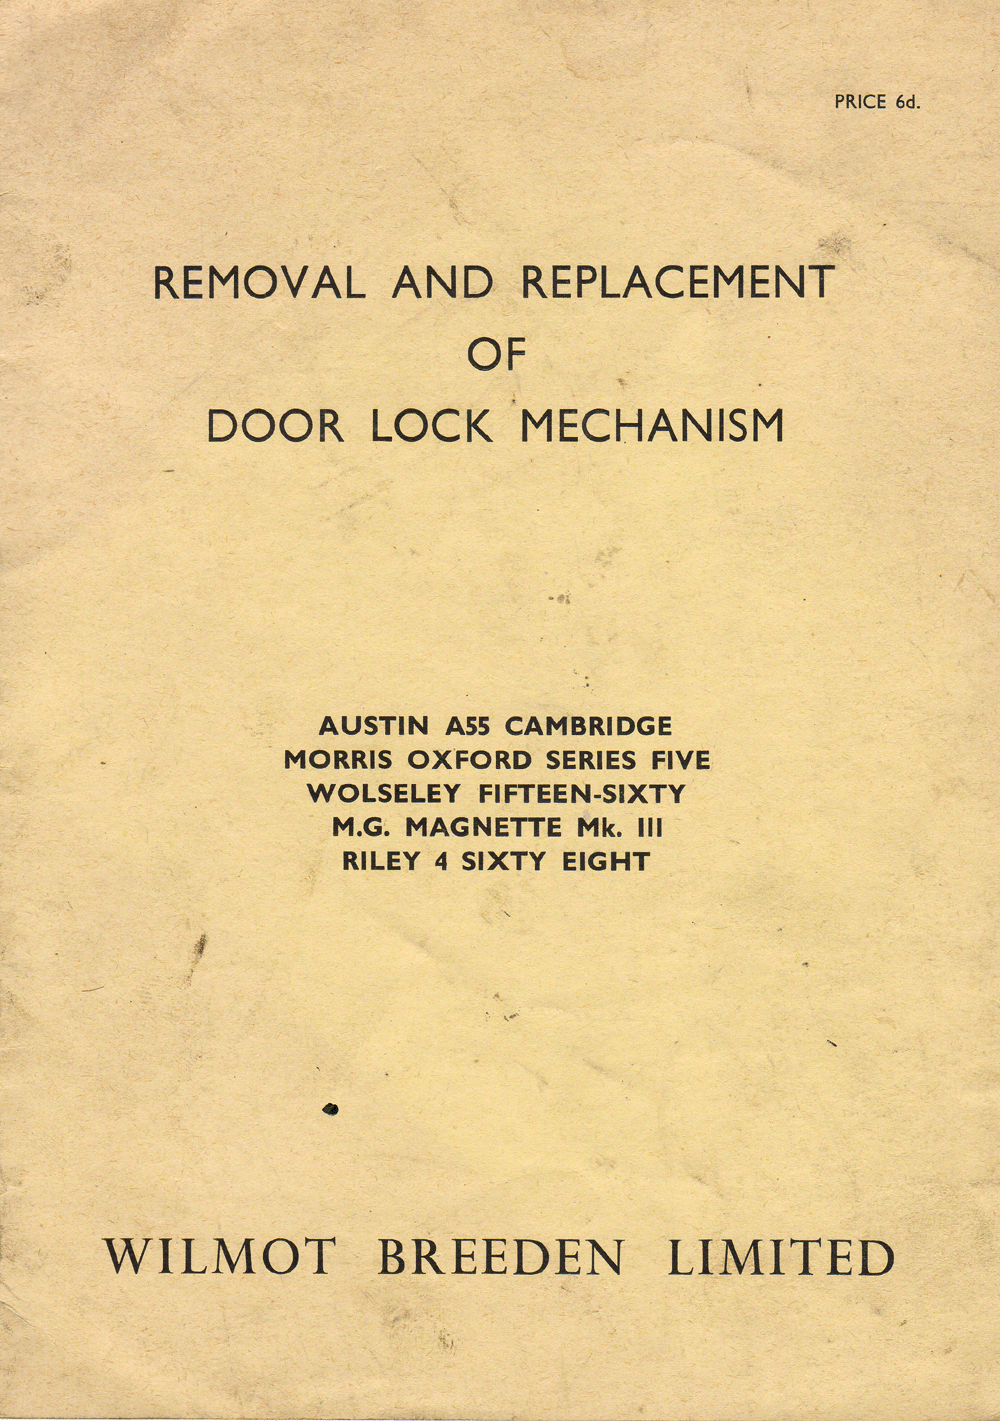 PRICE 6d.
REMOVAL AND REPLACEMENT
OF
DOOR LOCK MECHANISM
AUSTIN A55 CAMBRIDGE
MORRIS OXFORD SERIES FIVE
WOLSELEY FIFTEEN-SIXTY
M.G. MAGNETTE Mk. III
RILEY 4 SIXTY EIGHT
WILMOT BREEDEN LIMITED